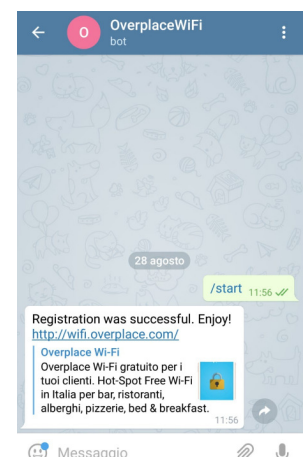 OverplaceWiFi
O
bot
28 agosto
/start 11:56
Registration was successful. Enjoy!
http://wifi.overplace.com/
Overplace Wi-Fi
Overplace Wi-Fi gratuito per i
tuoi clienti. Hot-Spot Free Wi-Fi
in Italia per bar, ristoranti,
alberghi, pizzerie, bed & breakfast.
11:56
Messaggio